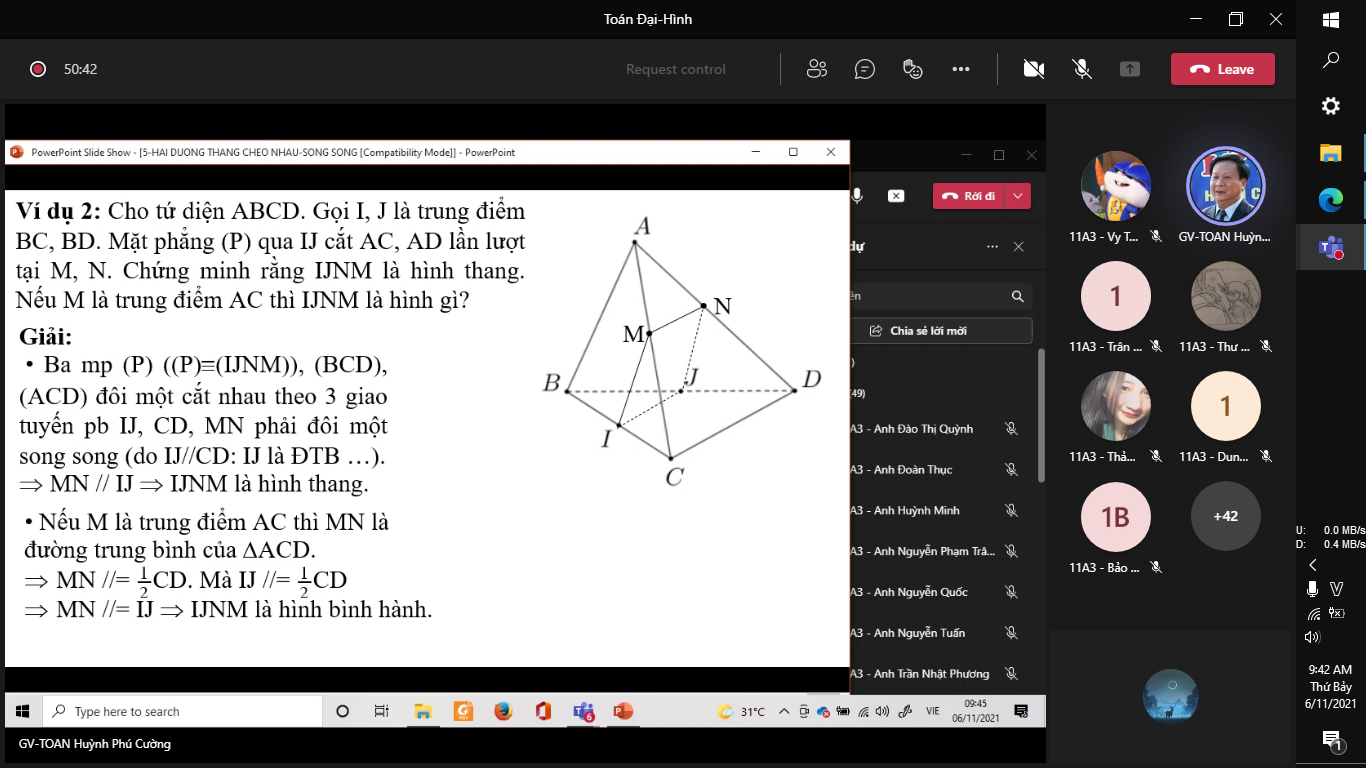 Toán Đại-Hình
50:42
Request control
Leave
PowerPoint Slide Show - [5-HAI DUONG THANG CHEO NHAU-SONG SONG [Compatibility Mode]] - PowerPoint
Ví dụ 2: Cho tứ diện ABCD. Gọi I, J là trung điểm
BC, BD. Mặt phẳng (P) qua IJ cắt AC, AD lần lượt
tại M, N. Chứng minh rằng IJNM là hình thang.
Nếu M là trung điểm AC thì IJNM là hình gì?
Giải:
• Ba mp (P) ((P)≡(IJNM)), (BCD),
(ACD) đôi một cắt nhau theo 3 giao
tuyến pb IJ, CD, MN phải đôi một
song song (do IJ//CD: IJ là ĐTB …).
⇒ MN // IJ ⇒ IJNM là hình thang.
• Nếu M là trung điểm AC thì MN là
đường trung bình của ΔACD.
⇒ MN //= 1/2 CD. Mà IJ //= 1/2 CD
⇒ MN //= IJ ⇒ IJNM là hình bình hành.
A
N
M
B
J
D
I
C
Rời đi
dự
ên
Chia sẻ lời mời
)
(49)
A3 - Anh Đào Thị Quỳnh
A3 - Anh Đoàn Thục
A3 - Anh Huỳnh Minh
A3 - Anh Nguyễn Phạm Trâ...
A3 - Anh Nguyễn Quốc
A3 - Anh Nguyễn Tuấn
A3 - Anh Trần Nhật Phương
Type here to search
6
31°C
VIE
09:45
06/11/2021
GV-TOAN Huỳnh Phú Cường
11A3 - Vy T...
GV-TOAN Huỳn...
1
11A3 - Trân ...
11A3 - Thư ...
11A3 - Thả...
1
11A3 - Dun...
1B
11A3 - Bảo ...
+42
U: 0.0 MB/s
D: 0.4 MB/s
9:42 AM
Thứ Bảy
6/11/2021
1